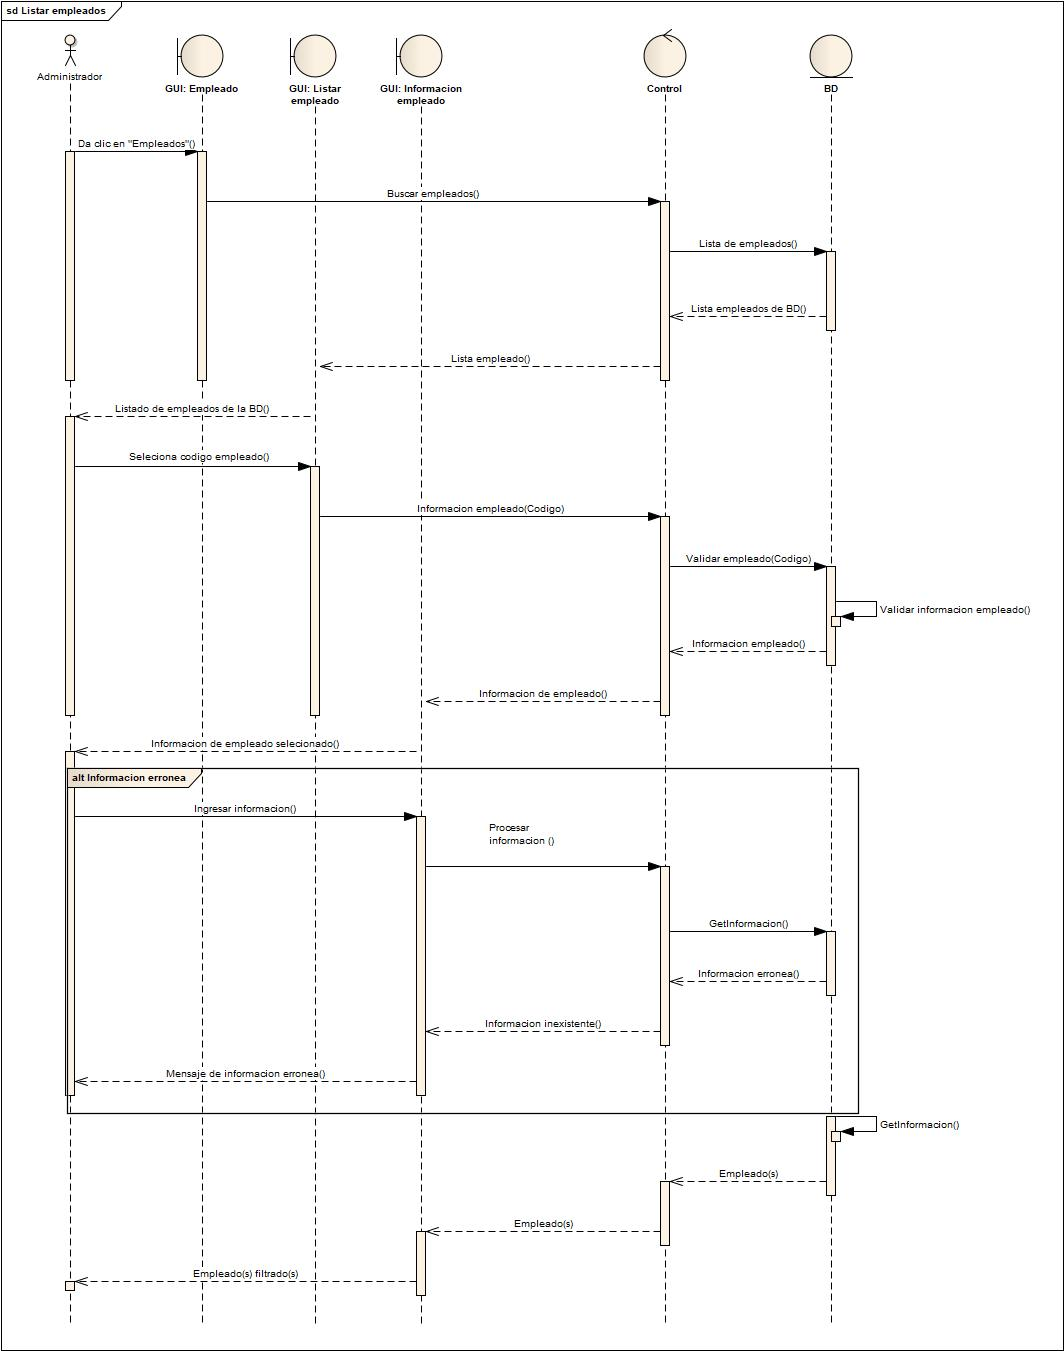 sd Listar empleados
Administrador
GUI: Empleado
GUI: Listar
empleado
GUI: Informacion
empleado
Control
BD
Da clic en "Empleados"()
Buscar empleados()
Lista de empleados()
Lista empleados de BD()
Lista empleado()
Listado de empleados de la BD()
Seleciona codigo empleado()
Informacion empleado(Codigo)
Validar empleado(Codigo)
Validar informacion empleado()
Informacion empleado()
Informacion de empleado()
Informacion de empleado selecionado()
alt Informacion erronea
Ingresar informacion()
Procesar
informacion ()
GetInformacion()
Informacion erronea()
Informacion inexistente()
Mensaje de informacion erronea()
GetInformacion()
Empleado(s)
Empleado(s)
Empleado(s) filtrado(s)